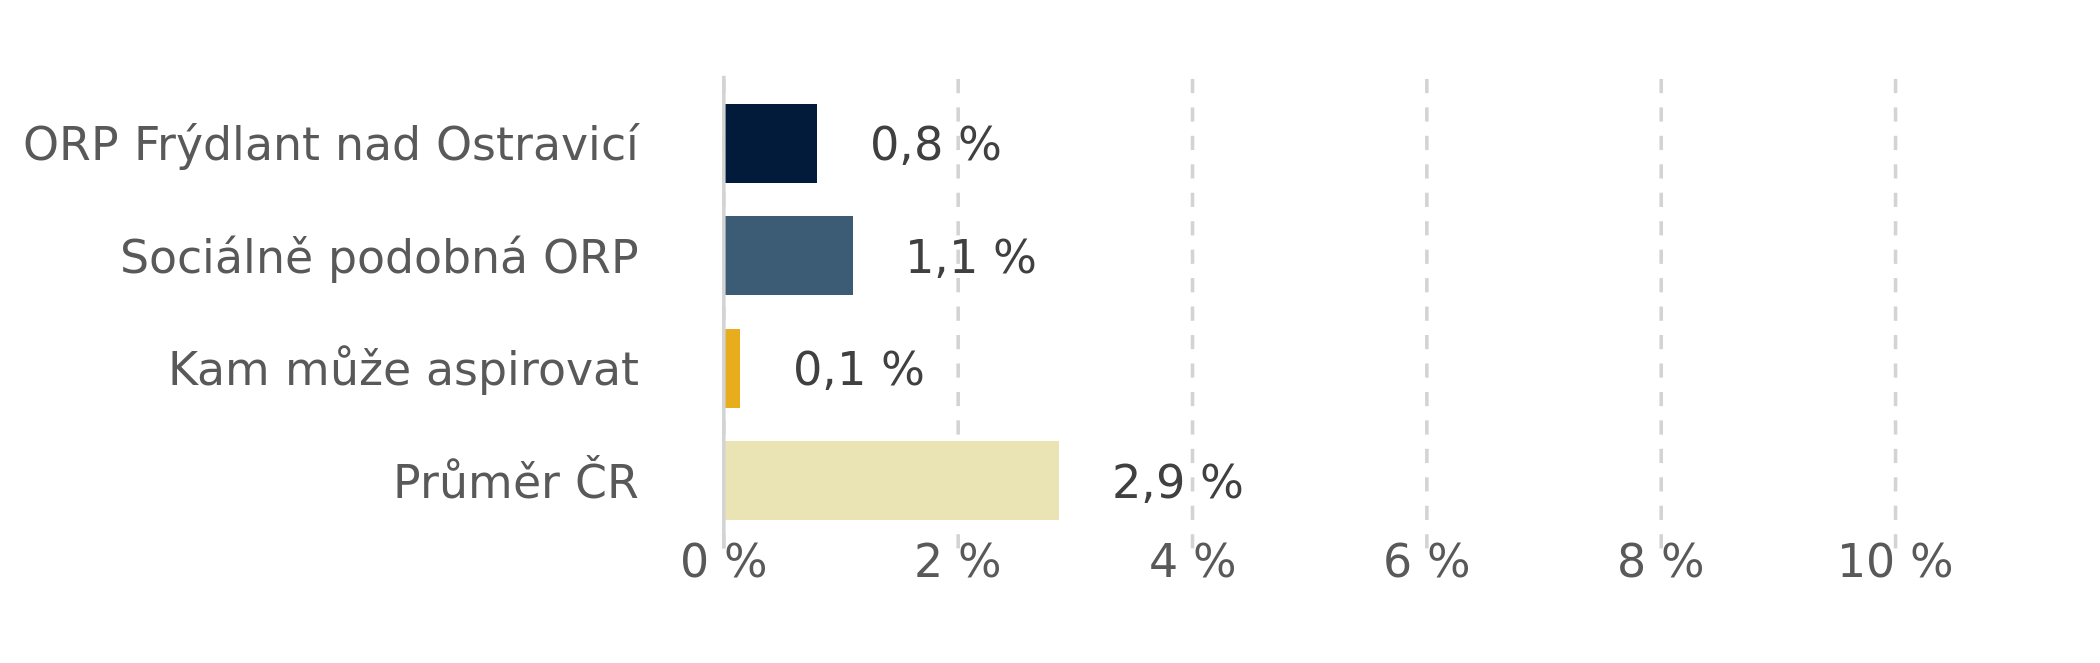 ORP Frýdlant nad Ostravicí 0,8 %
Sociálně podobná ORP 1,1 %
Kam může aspirovat 0,1 %
Průměr ČR 2,9 %
0 % 2 % 4 % 6 % 8 % 10 %